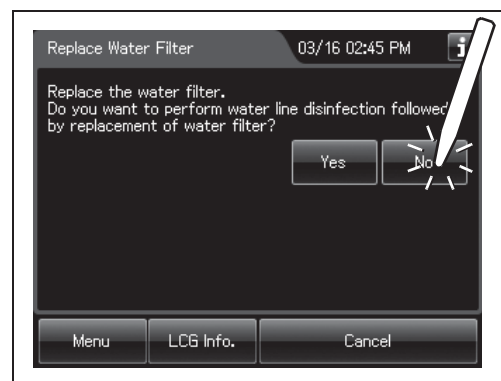 Replace Water Filter
03/16 02:45 PM
i
Replace the water filter.
Do you want to perform water line disinfection followed
by replacement of water filter?
Yes
No
Menu
LCG Info.
Cancel